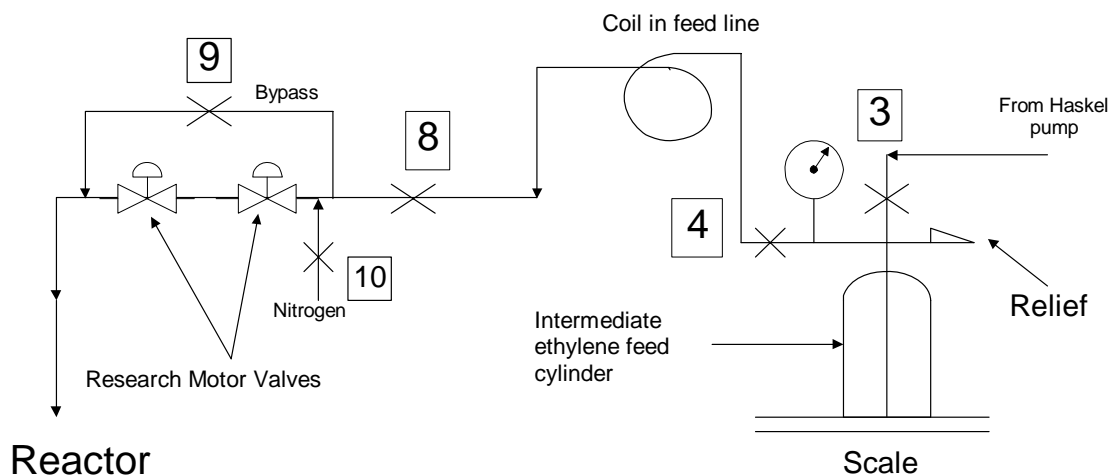 Coil in feed line
9
Bypass
8
3
From Haskel
pump
4
10
Nitrogen
Relief
Intermediate
ethylene feed
cylinder
Research Motor Valves
Reactor
Scale